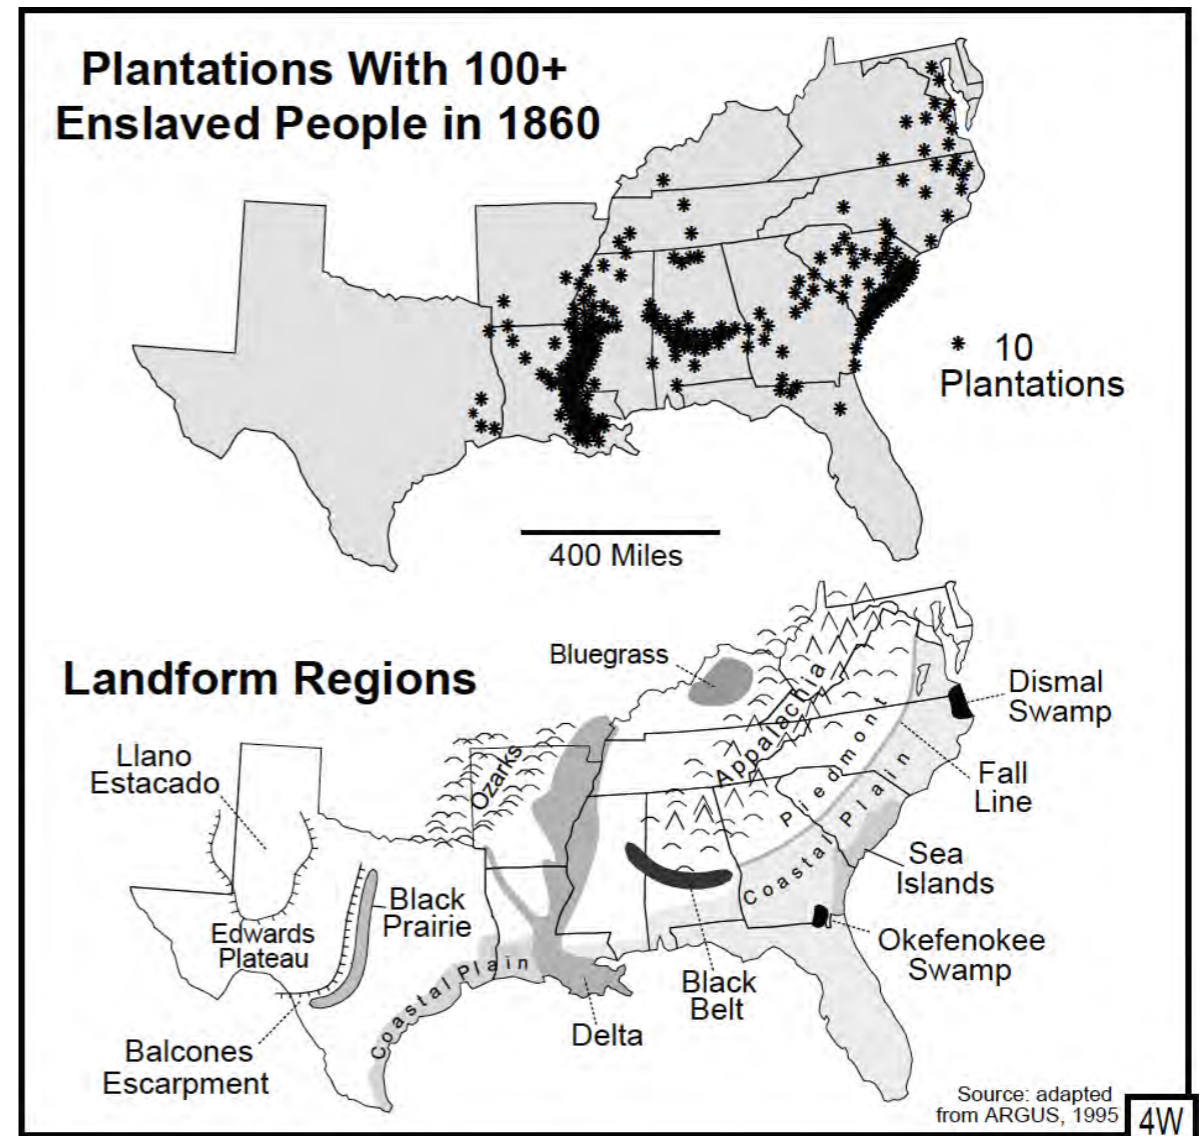 Plantations With 100+
Enslaved People in 1860
* 10
Plantations
400 Miles
Landform Regions
Bluegrass
Dismal
Swamp
Llano
Estacado
Ozarks
Appalachia
Piedmont
Fall
Line
Coastal Plain
Sea
Islands
Black
Prairie
Edwards
Plateau
Okefenokee
Swamp
Coastal Plain
Black
Belt
Delta
Balcones
Escarpment
Source: adapted
from ARGUS, 1995
4W